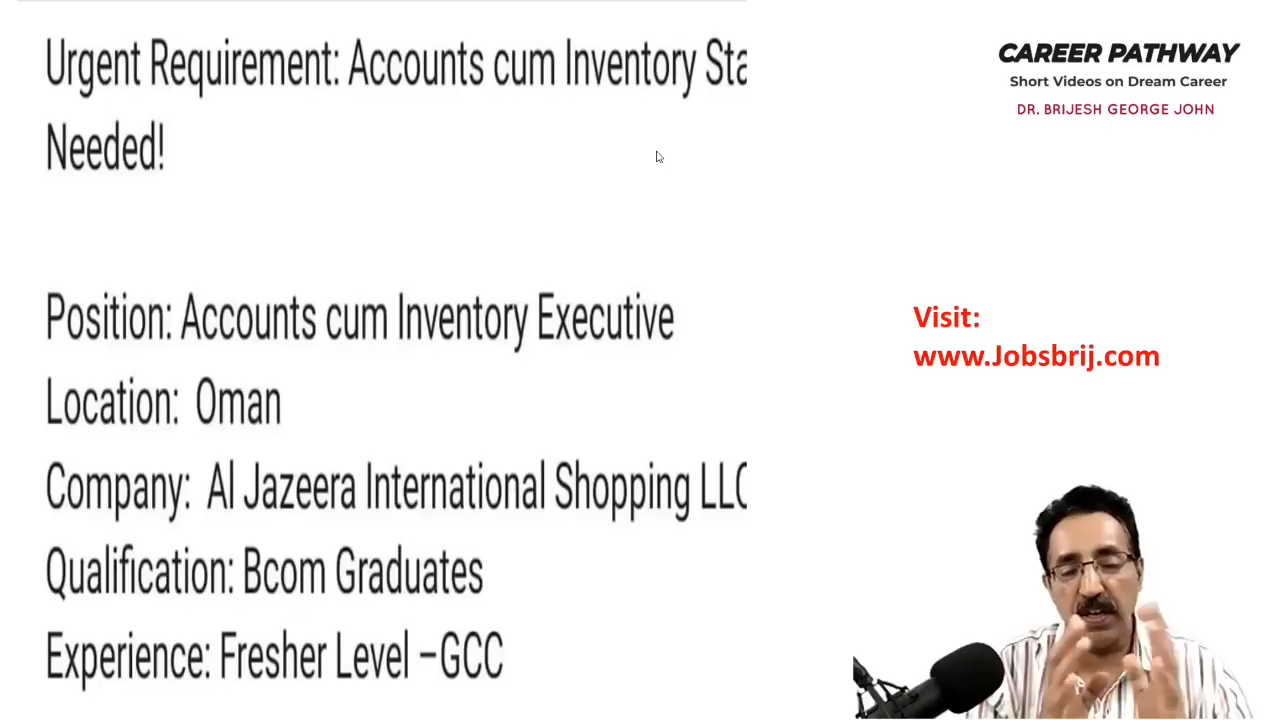 Urgent Requirement: Accounts cum Inventory
Needed!
Position: Accounts cum Inventory Executive
Location: Oman
Company: Al Jazeera International Shopping LLC
Qualification: Bcom Graduates
Experience: Fresher Level –GCC
CAREER PATHWAY
Short Videos on Dream Career
DR. BRIJESH GEORGE JOHN
Visit:
www.Jobsbrij.com